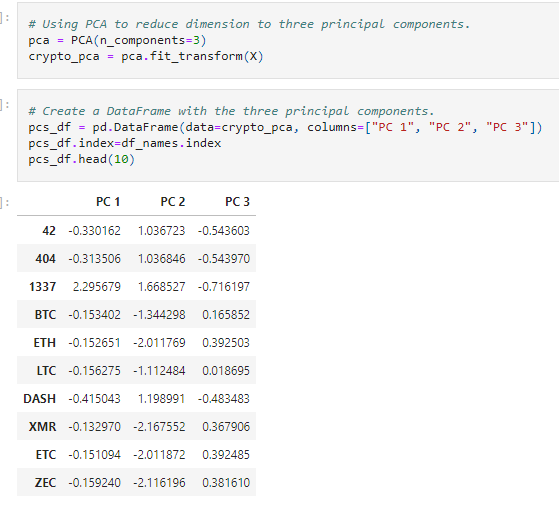 ]:
# Using PCA to reduce dimension to three principal components.
pca = PCA(n_components=3)
crypto_pca = pca.fit_transform(X)
]:
# Create a DataFrame with the three principal components.
pcs_df = pd.DataFrame(data=crypto_pca, columns=["PC 1", "PC 2", "PC 3"])
pcs_df.index=df_names.index
pcs_df.head(10)
]:
PC 1 PC 2 PC 3
42 -0.330162 1.036723 -0.543603
404 -0.313506 1.036846 -0.543970
1337 2.295679 1.668527 -0.716197
BTC -0.153402 -1.344298 0.165852
ETH -0.152651 -2.011769 0.392503
LTC -0.156275 -1.112484 0.018695
DASH -0.415043 1.198991 -0.483483
XMR -0.132970 -2.167552 0.367906
ETC -0.151094 -2.011872 0.392485
ZEC -0.159240 -2.116196 0.381610